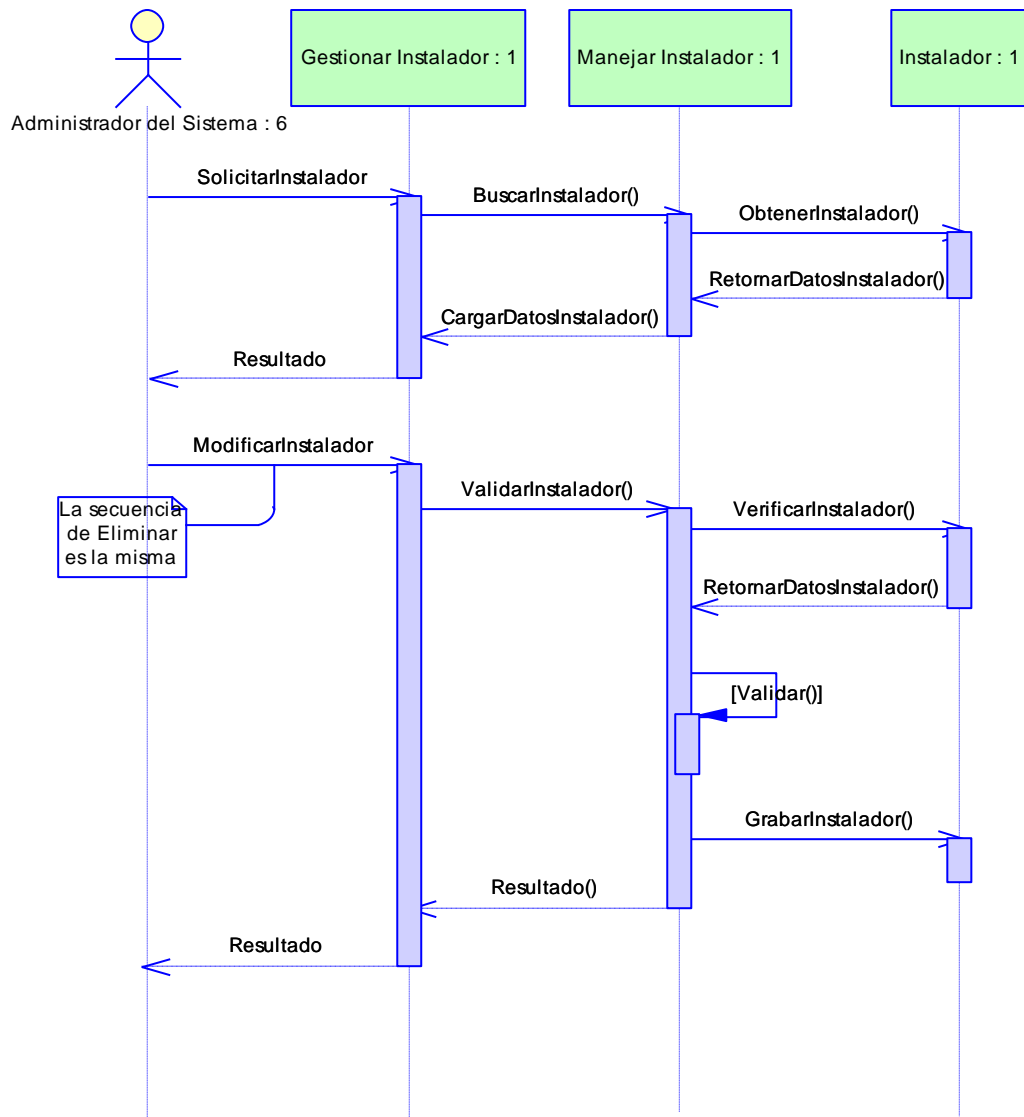 Gestionar Instalador : 1
Manejar Instalador : 1
Instalador : 1
Administrador del Sistema : 6
SolicitarInstalador
BuscarInstalador()
ObtenerInstalador()
RetornarDatosInstalador()
CargarDatosInstalador()
Resultado
ModificarInstalador
La secuencia
de Eliminar
es la misma
ValidarInstalador()
VerificarInstalador()
RetornarDatosInstalador()
[Validar()]
GrabarInstalador()
Resultado()
Resultado